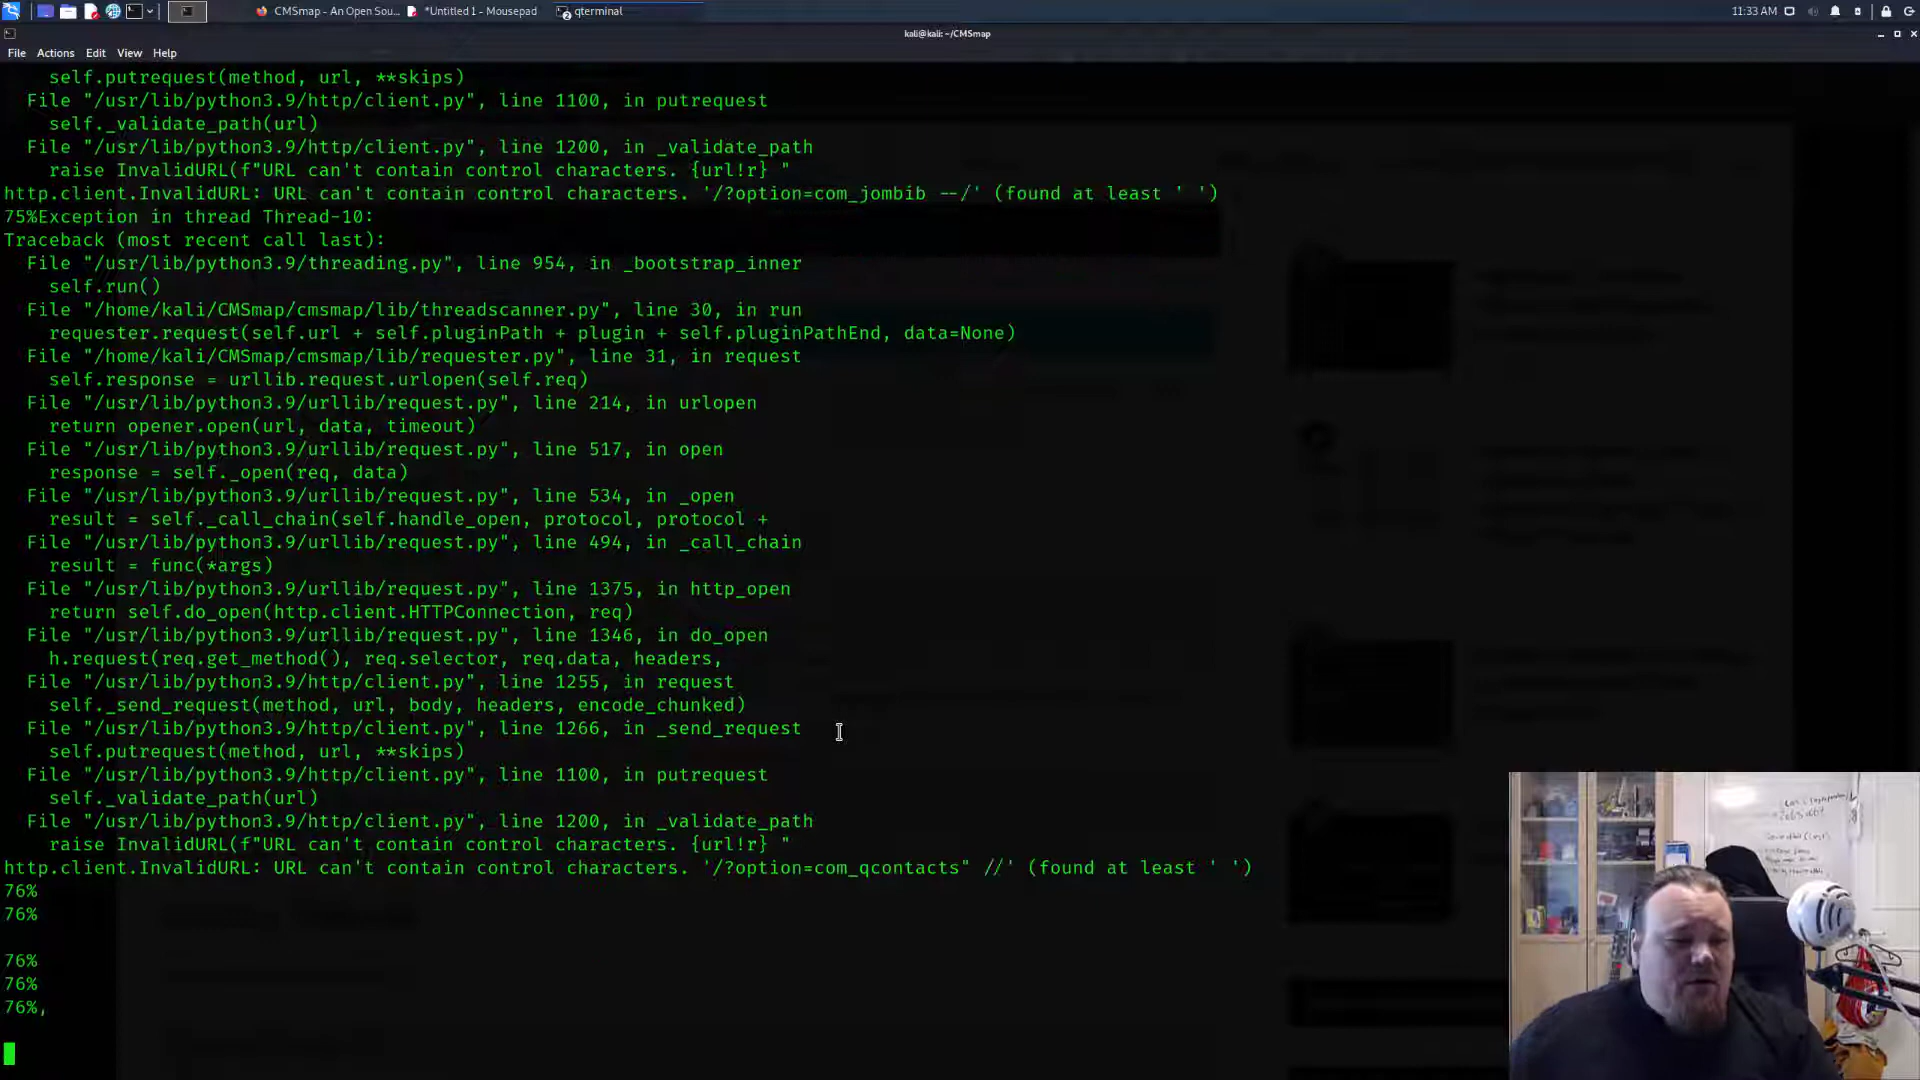 CMSmap - An Open Sou...
*Untitled 1 - Mousepad
qterminal
11:33 AM
kali@kali: ~/CMSmap
File Actions Edit View Help
self.putrequest(method, url, **skips)
File "/usr/lib/python3.9/http/client.py", line 1100, in putrequest
self._validate_path(url)
File "/usr/lib/python3.9/http/client.py", line 1200, in _validate_path
raise InvalidURL(f"URL can't contain control characters. {url!r} "
http.client.InvalidURL: URL can't contain control characters. '/?option=com_jombib --/' (found at least ' ')
75%Exception in thread Thread-10:
Traceback (most recent call last):
File "/usr/lib/python3.9/threading.py", line 954, in _bootstrap_inner
self.run()
File "/home/kali/CMSmap/cmsmap/lib/threadscanner.py", line 30, in run
requester.request(self.url + self.pluginPath + plugin + self.pluginPathEnd, data=None)
File "/home/kali/CMSmap/cmsmap/lib/requester.py", line 31, in request
self.response = urllib.request.urlopen(self.req)
File "/usr/lib/python3.9/urllib/request.py", line 214, in urlopen
return opener.open(url, data, timeout)
File "/usr/lib/python3.9/urllib/request.py", line 517, in open
response = self._open(req, data)
File "/usr/lib/python3.9/urllib/request.py", line 534, in _open
result = self._call_chain(self.handle_open, protocol, protocol +
File "/usr/lib/python3.9/urllib/request.py", line 494, in _call_chain
result = func(*args)
File "/usr/lib/python3.9/urllib/request.py", line 1375, in http_open
return self.do_open(http.client.HTTPConnection, req)
File "/usr/lib/python3.9/urllib/request.py", line 1346, in do_open
h.request(req.get_method(), req.selector, req.data, headers,
File "/usr/lib/python3.9/http/client.py", line 1255, in request
self._send_request(method, url, body, headers, encode_chunked)
File "/usr/lib/python3.9/http/client.py", line 1266, in _send_request
self.putrequest(method, url, **skips)
File "/usr/lib/python3.9/http/client.py", line 1100, in putrequest
self._validate_path(url)
File "/usr/lib/python3.9/http/client.py", line 1200, in _validate_path
raise InvalidURL(f"URL can't contain control characters. {url!r} "
http.client.InvalidURL: URL can't contain control characters. '/?option=com_qcontacts" //' (found at least ' ')
76%
76%
76%
76%
76%,